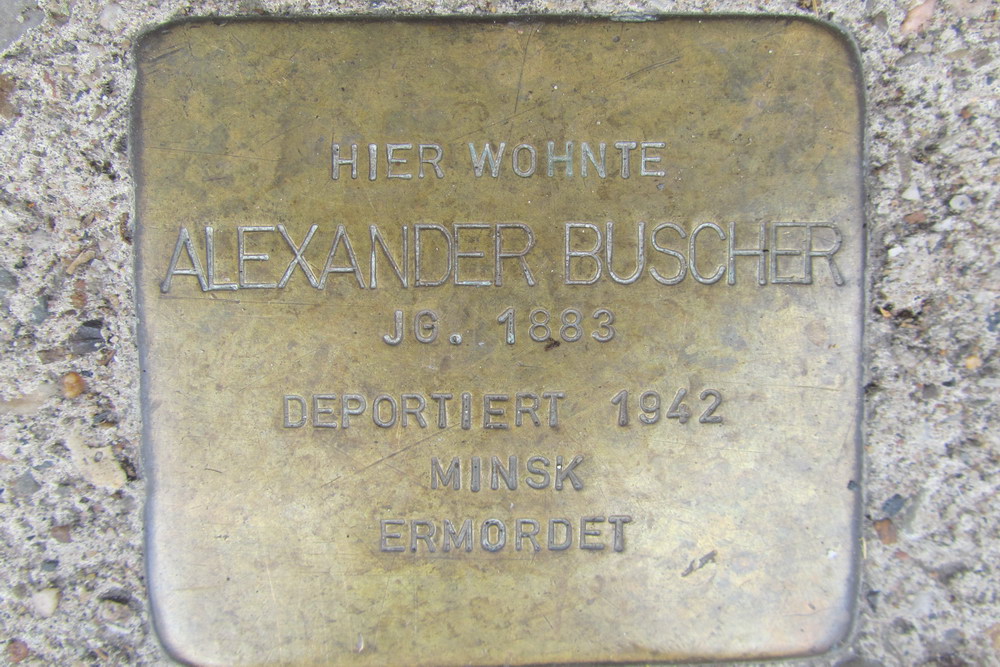 HIER WOHNTE
ALEXANDER BUSCHER
JG. 1883
DEPORTIERT 1942
MINSK
ERMORDET